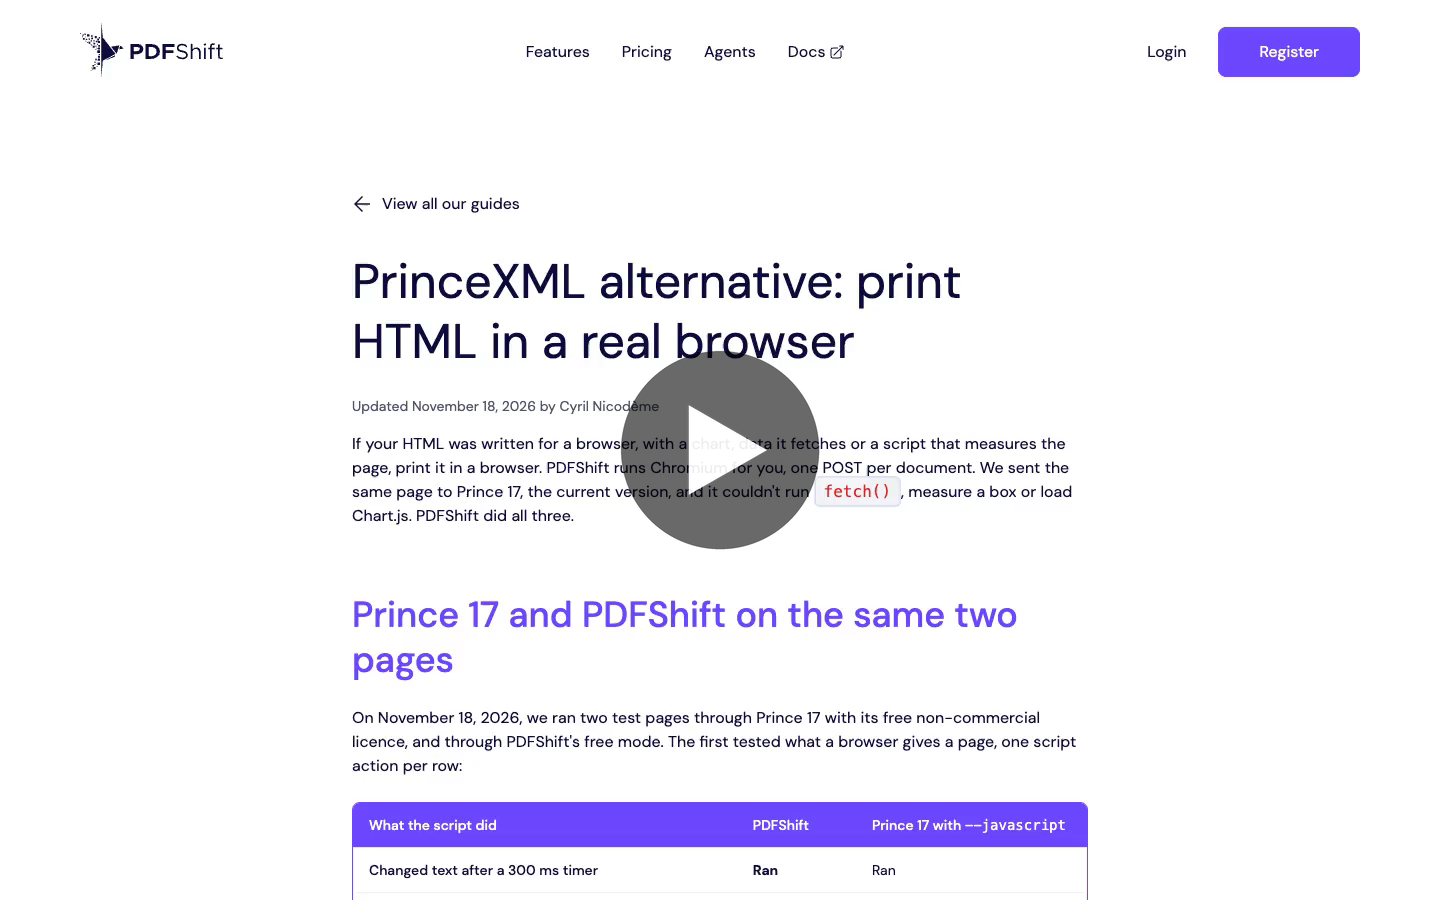 PDFShift
Features
Pricing
Agents
Docs
Login
Register
View all our guides
PrinceXML alternative: print
HTML in a real browser
Updated November 18, 2026 by Cyril Nicodème
If your HTML was written for a browser, with a chart, data it fetches or a script that measures the
page, print it in a browser. PDFShift runs Chromium for you, one POST per document. We sent the
same page to Prince 17, the current version, and it couldn't run fetch() , measure a box or load
Chart.js. PDFShift did all three.
Prince 17 and PDFShift on the same two
pages
On November 18, 2026, we ran two test pages through Prince 17 with its free non-commercial
licence, and through PDFShift's free mode. The first tested what a browser gives a page, one script
action per row:
What the script did
PDFShift
Prince 17 with --javascript
Changed text after a 300 ms timer
Ran
Ran